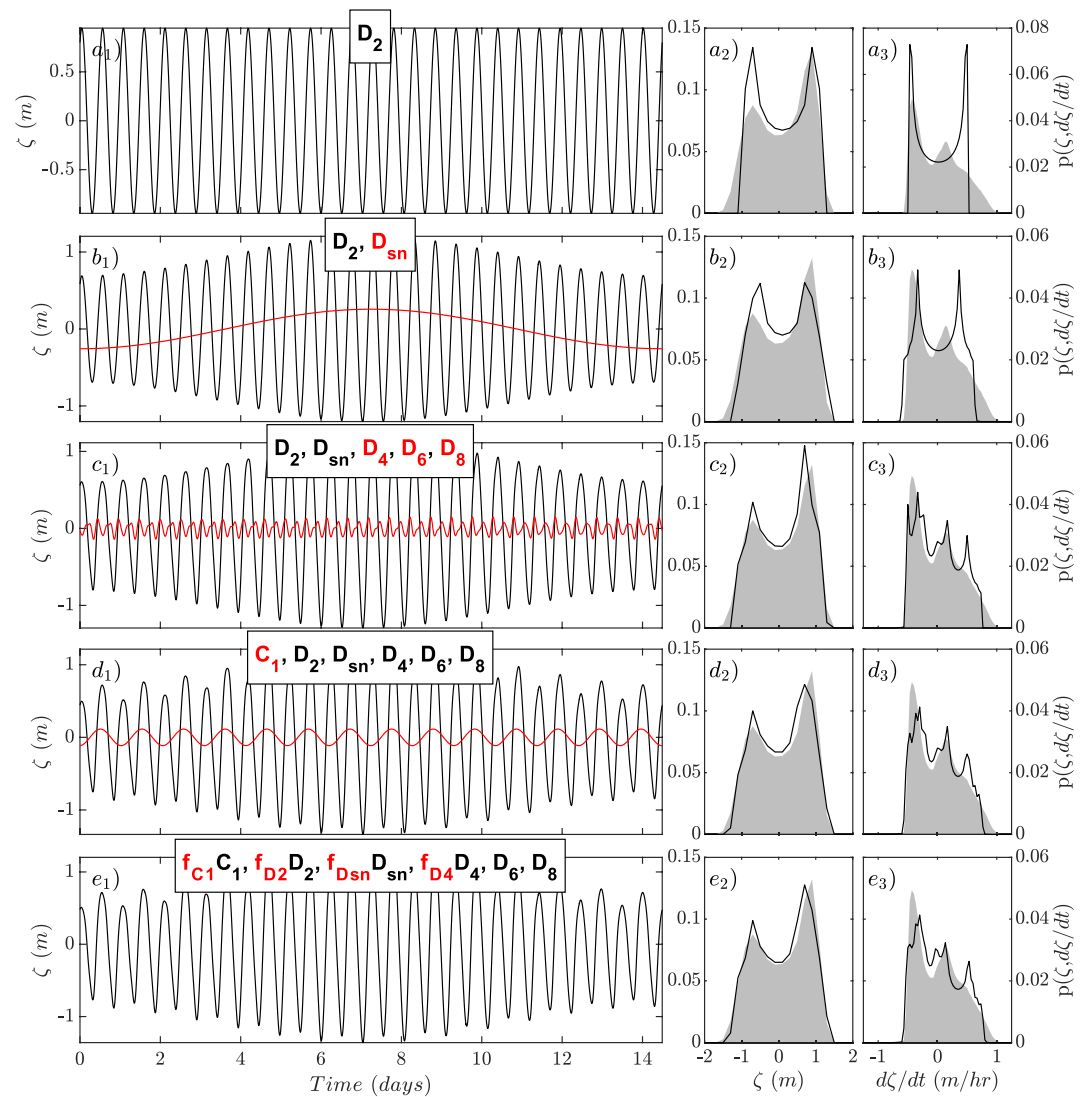 D2
a1)
0.5
0
-0.5
ζ (m)
a2)
0.15
0.1
0.05
0
a3)
0.08
0.06
0.04
0.02
0
p(ζ,dζ/dt)
D2, Dsn
b1)
1
0
-1
ζ (m)
b2)
0.15
0.1
0.05
0
b3)
0.06
0.04
0.02
0
p(ζ,dζ/dt)
D2, Dsn, D4, D6, D8
c1)
1
0
-1
ζ (m)
c2)
0.15
0.1
0.05
0
c3)
0.06
0.04
0.02
0
p(ζ,dζ/dt)
C1, D2, Dsn, D4, D6, D8
d1)
1
0
-1
ζ (m)
d2)
0.15
0.1
0.05
0
d3)
0.06
0.04
0.02
0
p(ζ,dζ/dt)
fC1C1, fD2D2, fDsnDsn, fD4D4, D6, D8
e1)
1
0
-1
ζ (m)
e2)
0.15
0.1
0.05
0
e3)
0.06
0.04
0.02
0
p(ζ,dζ/dt)
0 2 4 6 8 10 12 14
Time (days)
-2 -1 0 1 2
ζ (m)
-1 0 1
dζ/dt (m/hr)